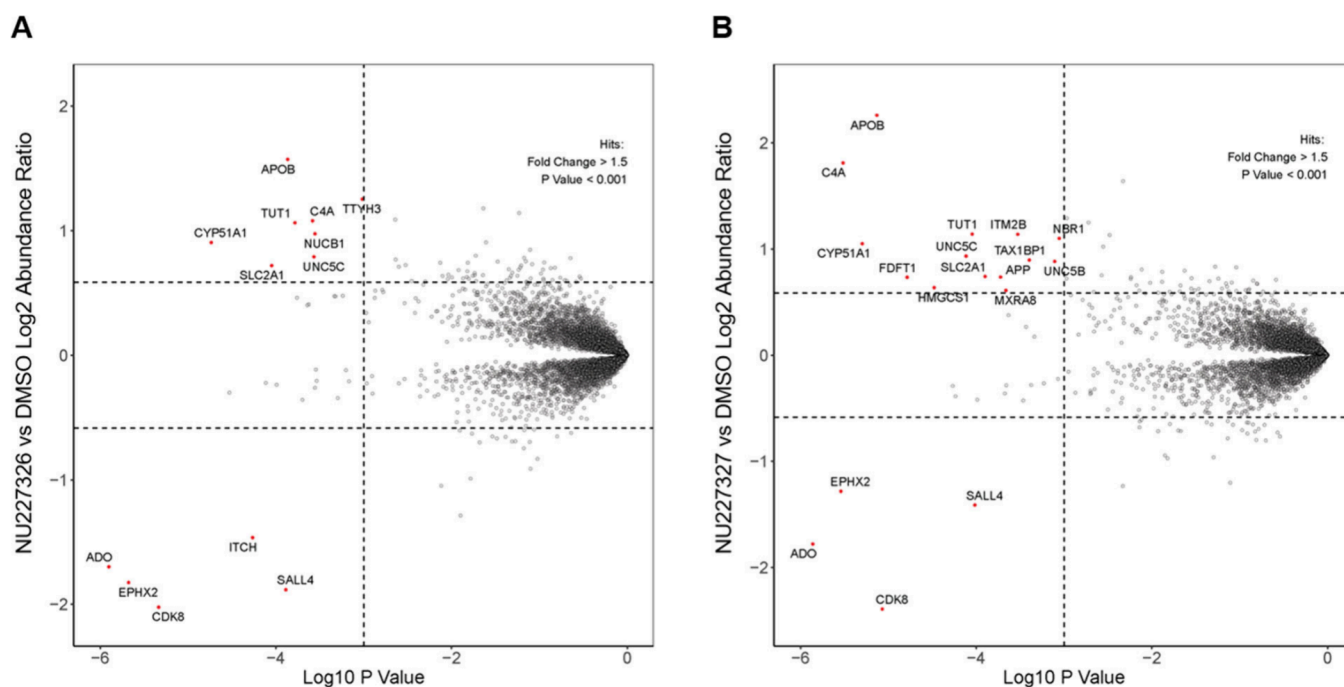 A
NU227326 vs DMSO Log2 Abundance Ratio
2
1
0
−1
−2
Hits:
Fold Change > 1.5
P Value < 0.001
APOB
TTYH3
TUT1
C4A
CYP51A1
NUCB1
SLC2A1
UNC5C
ITCH
ADO
SALL4
EPHX2
CDK8
−6
−4
−2
0
Log10 P Value
B
NU227327 vs DMSO Log2 Abundance Ratio
2
1
0
−1
−2
Hits:
Fold Change > 1.5
P Value < 0.001
APOB
C4A
TUT1
ITM2B
NBR1
CYP51A1
UNC5C
TAX1BP1
FDFT1
SLC2A1
APP
UNC5B
HMGCS1
MXRA8
EPHX2
SALL4
ADO
CDK8
−6
−4
−2
0
Log10 P Value